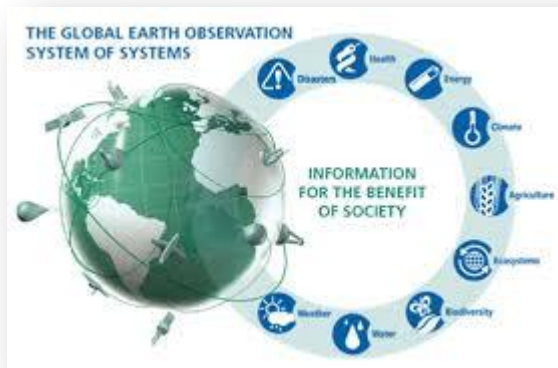 THE GLOBAL EARTH OBSERVATION
SYSTEM OF SYSTEMS
Disasters
Health
Energy
Climate
Agriculture
Ecosystems
Biodiversity
Water
Weather
INFORMATION
FOR THE BENEFIT
OF SOCIETY